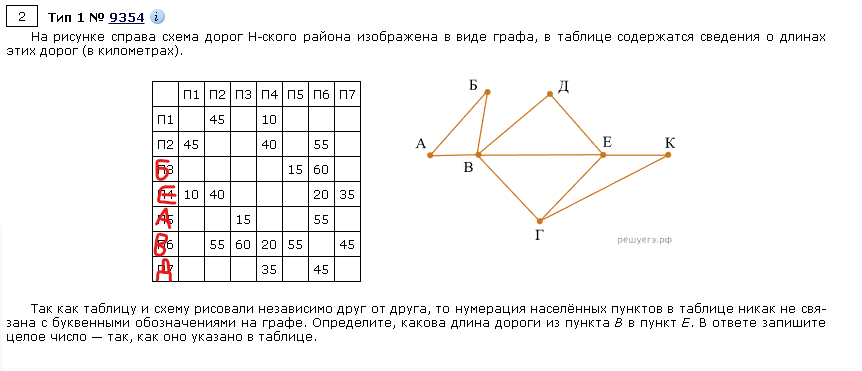 2 Тип 1 № 9354 i
На рисунке справа схема дорог Н-ского района изображена в виде графа, в таблице содержатся сведения о длинах
этих дорог (в километрах).
П1 П2 П3 П4 П5 П6 П7
П1 45 10
П2 45 40 55
Б П3 15 60
Е П4 10 40 20 35
А П5 15 55
В П6 55 60 20 55 45
Д П7 35 45
Б Д
А В Е К
Г
решуегэ.рф
Так как таблицу и схему рисовали независимо друг от друга, то нумерация населённых пунктов в таблице никак не свя-
зана с буквенными обозначениями на графе. Определите, какова длина дороги из пункта В в пункт Е. В ответе запишите
целое число — так, как оно указано в таблице.